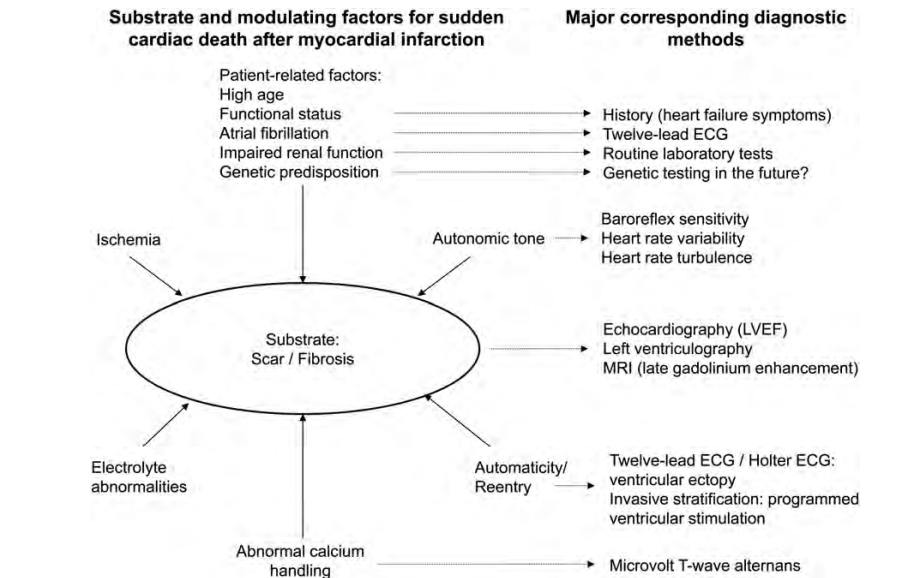 Substrate and modulating factors for sudden
cardiac death after myocardial infarction
Major corresponding diagnostic
methods
Patient-related factors:
High age
Functional status
History (heart failure symptoms)
Atrial fibrillation
Twelve-lead ECG
Impaired renal function
Routine laboratory tests
Genetic predisposition
Genetic testing in the future?
Ischemia
Autonomic tone
Baroreflex sensitivity
Heart rate variability
Heart rate turbulence
Substrate:
Scar / Fibrosis
Echocardiography (LVEF)
Left ventriculography
MRI (late gadolinium enhancement)
Electrolyte
abnormalities
Automaticity/
Reentry
Twelve-lead ECG / Holter ECG:
ventricular ectopy
Invasive stratification: programmed
ventricular stimulation
Abnormal calcium
handling
Microvolt T-wave alternans